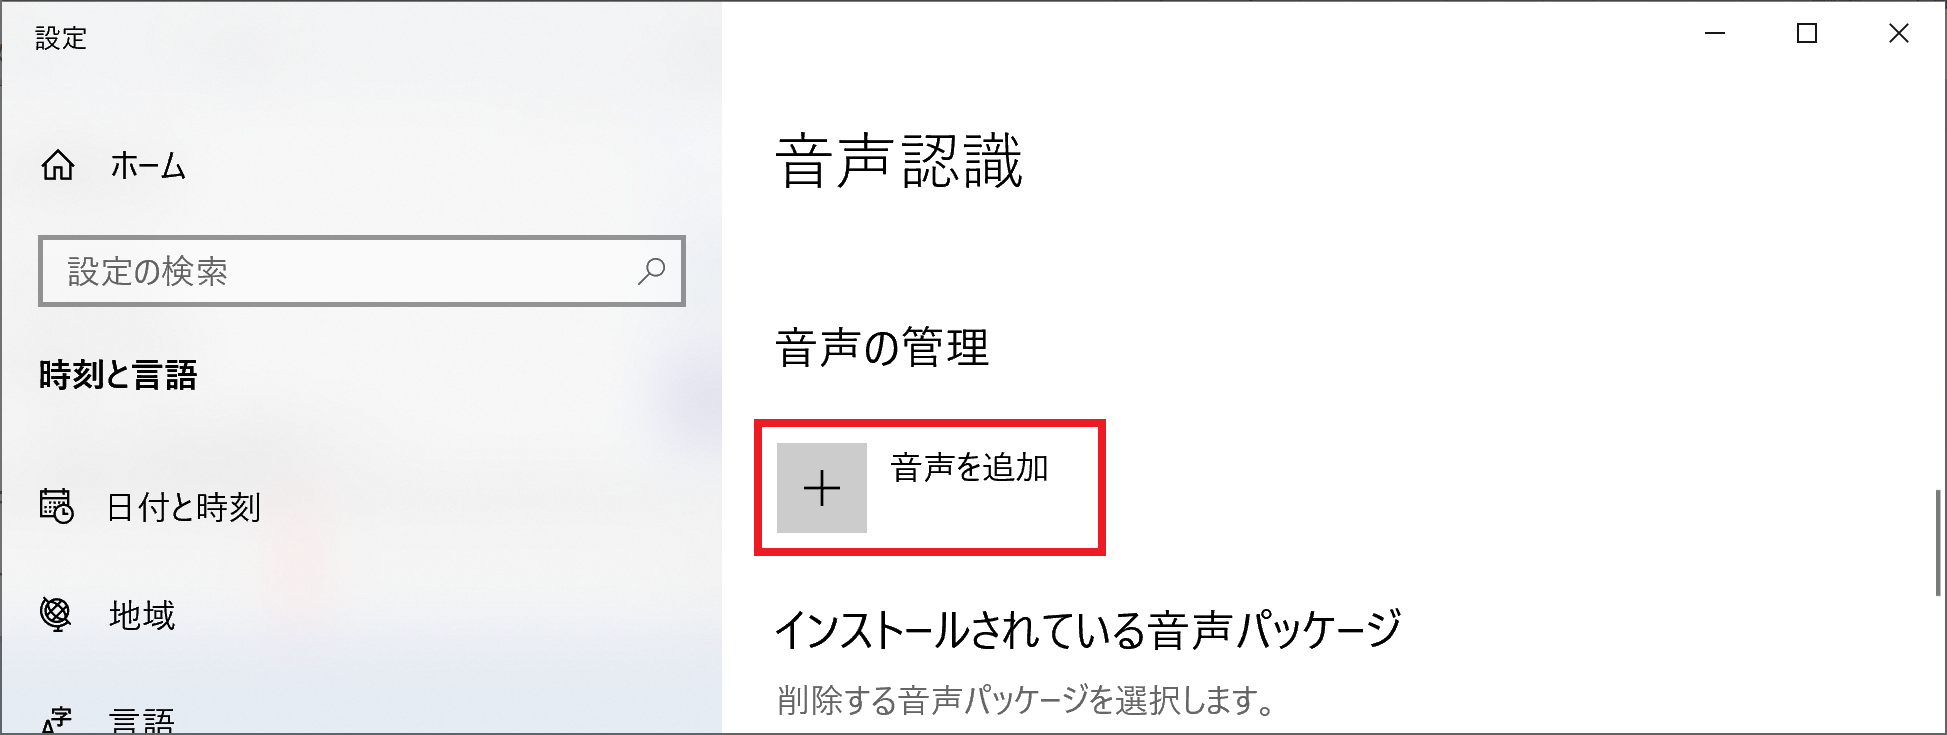 設定
ホーム
設定の検索
時刻と言語
日付と時刻
地域
言語
音声認識
音声の管理
音声を追加
インストールされている音声パッケージ
削除する音声パッケージを選択します。